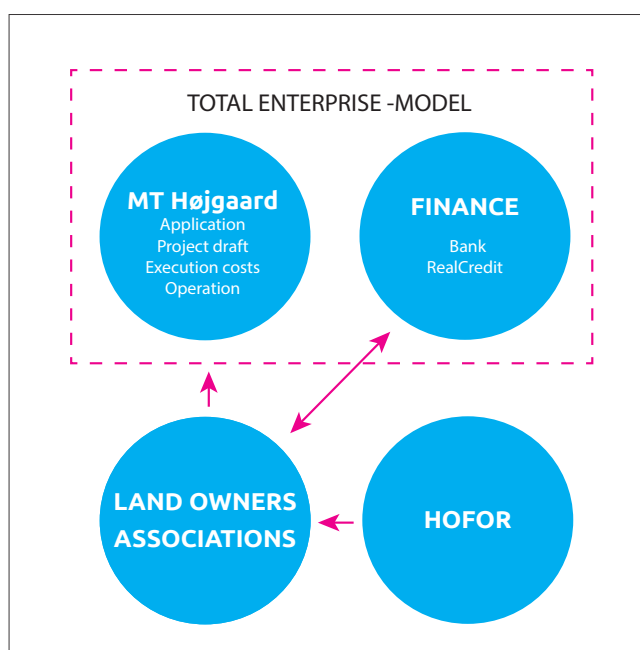 TOTAL ENTERPRISE -MODEL
MT Højgaard
Application
Project draft
Execution costs
Operation
FINANCE
Bank
RealCredit
LAND OWNERS
ASSOCIATIONS
HOFOR